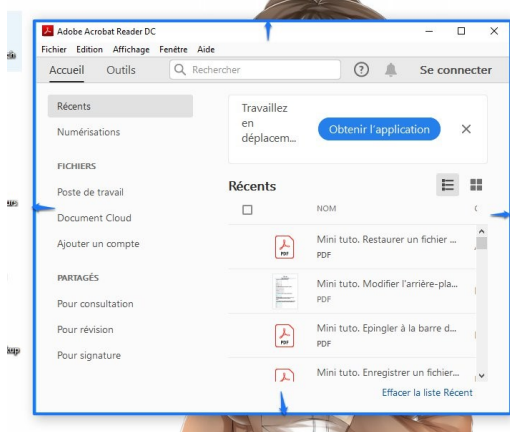 Adobe Acrobat Reader DC
Fichier Edition Affichage Fenêtre Aide
Accueil Outils Rechercher Se connecter
Récents
Numérisations
FICHIERS
Poste de travail
Document Cloud
Ajouter un compte
PARTAGÉS
Pour consultation
Pour révision
Pour signature
Travaillez
en
déplacem...
Obtenir l'application
Récents
NOM
Mini tuto. Restaurer un fichier ...
PDF
Mini tuto. Modifier l'arrière-pla...
PDF
Mini tuto. Epingler à la barre d...
PDF
Mini tuto. Enregistrer un fichier...
Effacer la liste Récent